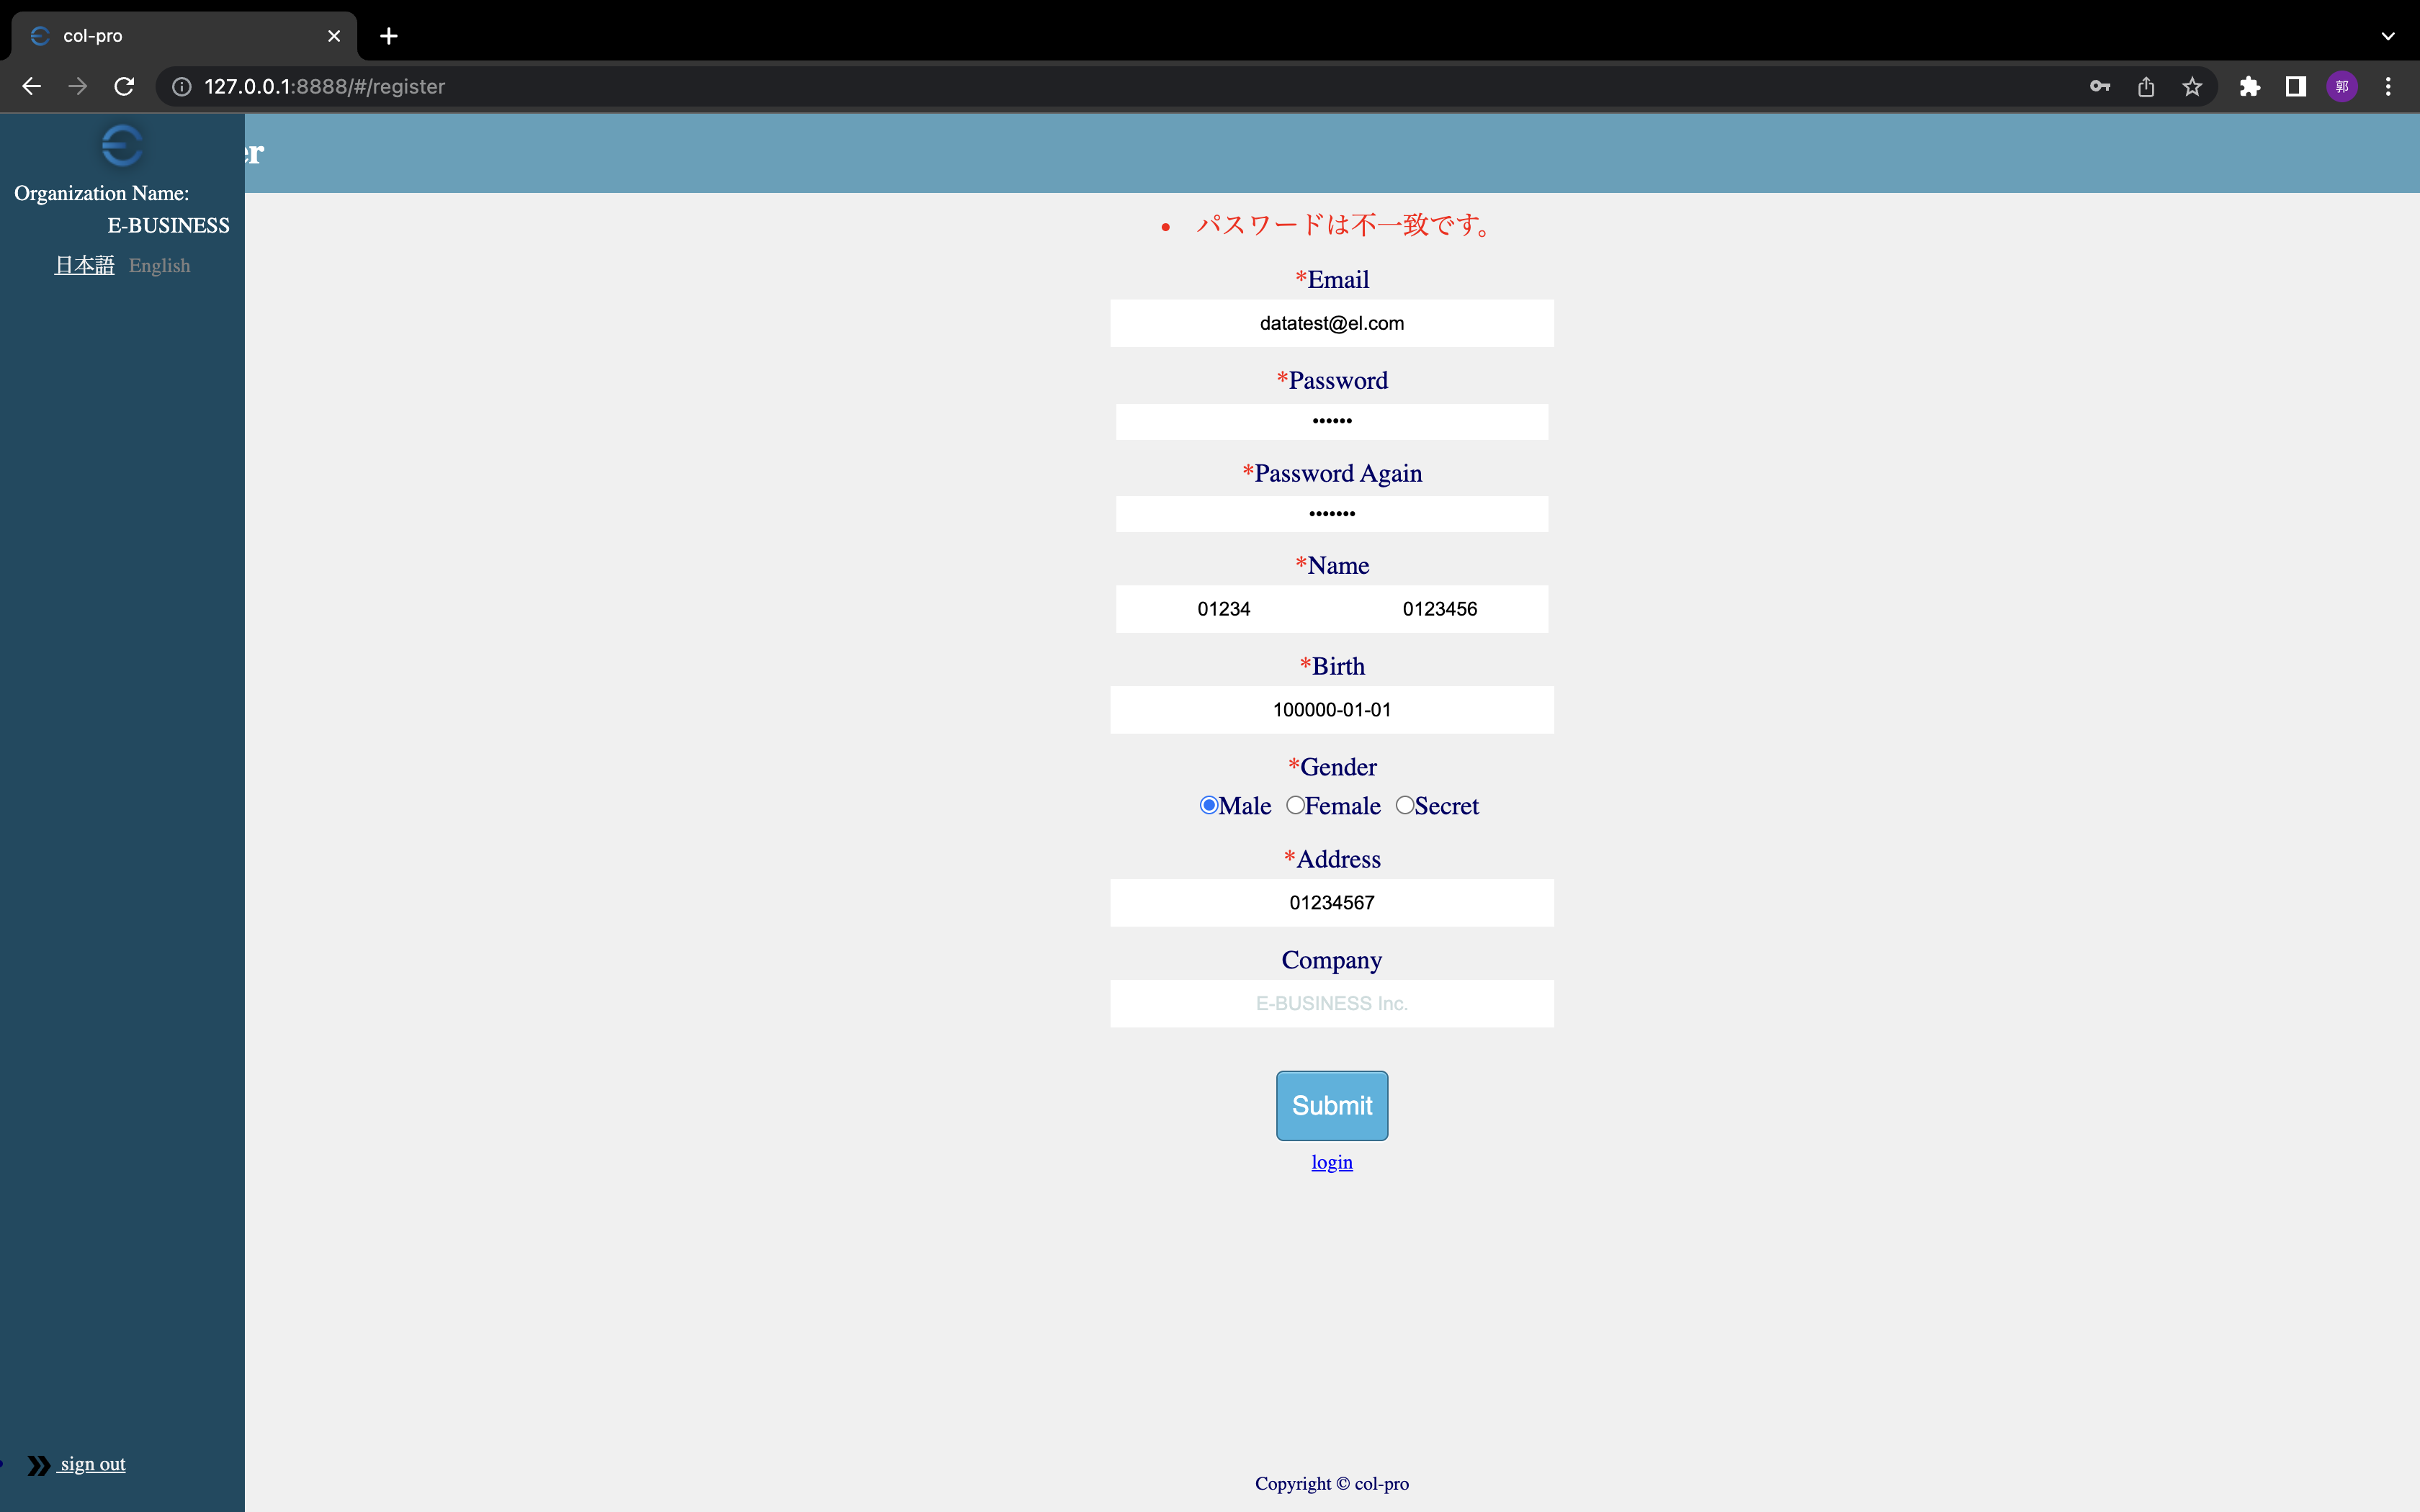 col-pro
127.0.0.1:8888/#/register
郭
er
Organization Name:
E-BUSINESS
日本語 English
パスワードは不一致です。
*Email
datatest@el.com
*Password
••••••
*Password Again
•••••••
*Name
01234 0123456
*Birth
100000-01-01
*Gender
Male Female Secret
*Address
01234567
Company
E-BUSINESS Inc.
Submit
login
sign out
Copyright © col-pro